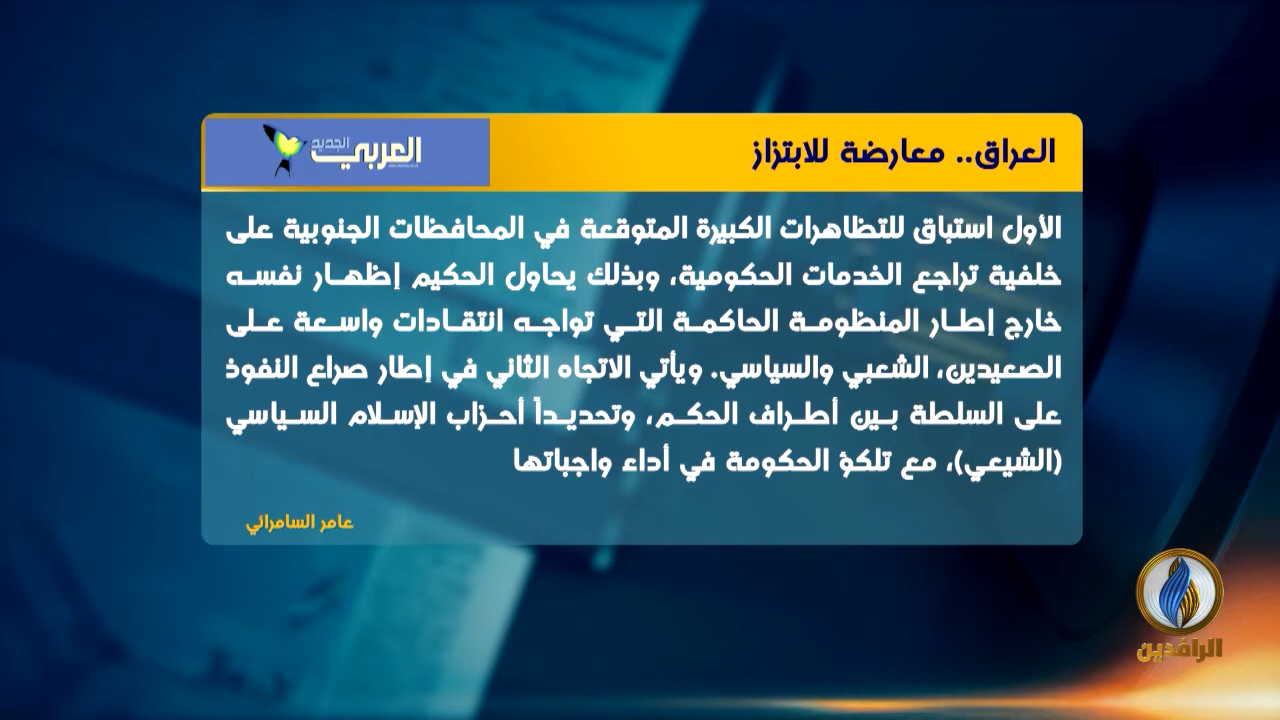 العراق.. معارضة للابتزاز
العربي الجديد
الأول استباق للتظاهرات الكبيرة المتوقعة في المحافظات الجنوبية على
خلفية تراجع الخدمات الحكومية، وبذلك يحاول الحكيم إظهار نفسه
خارج إطار المنظومة الحاكمة التي تواجه انتقادات واسعة على
الصعيدين، الشعبي والسياسي. ويأتي الاتجاه الثاني في إطار صراع النفوذ
على السلطة بين أطراف الحكم، وتحديداً أحزاب الإسلام السياسي
(الشيعي)، مع تلكؤ الحكومة في أداء واجباتها
عامر السامرائي
الرافدين